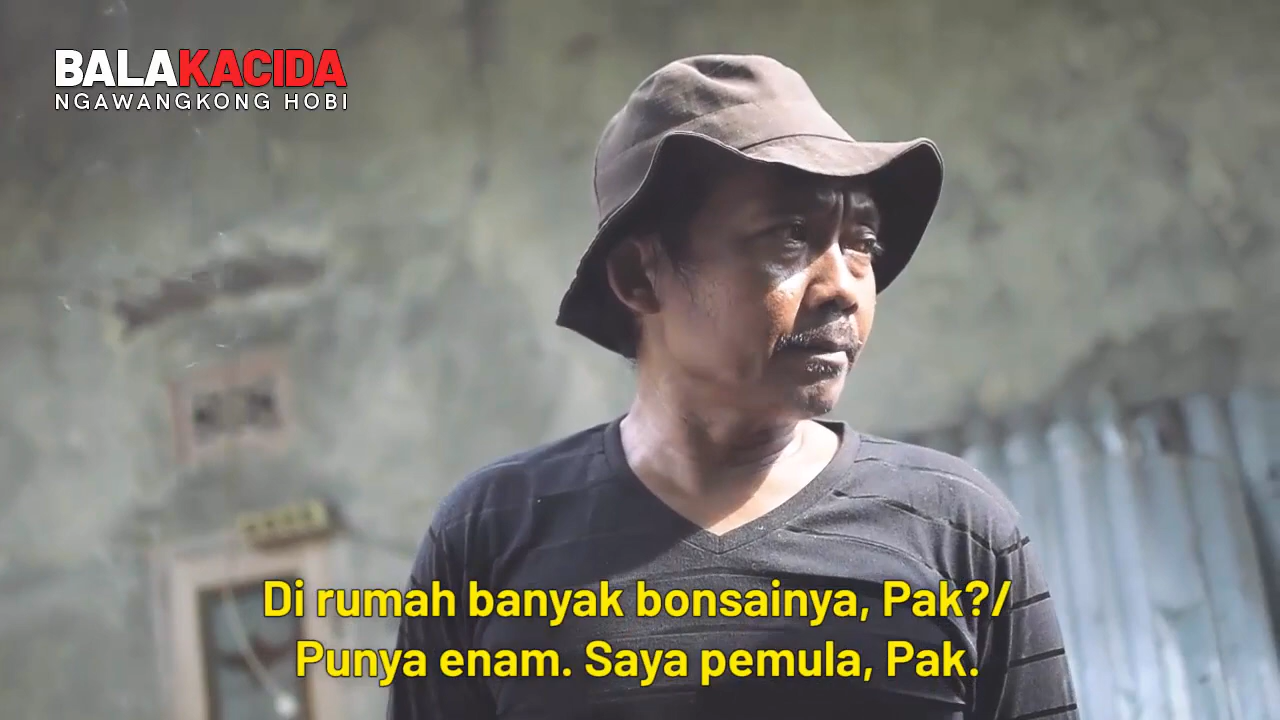 BALAKACIDA
NGAWANGKONG HOBI
Di rumah banyak bonsainya, Pak?/
Punya enam. Saya pemula, Pak.